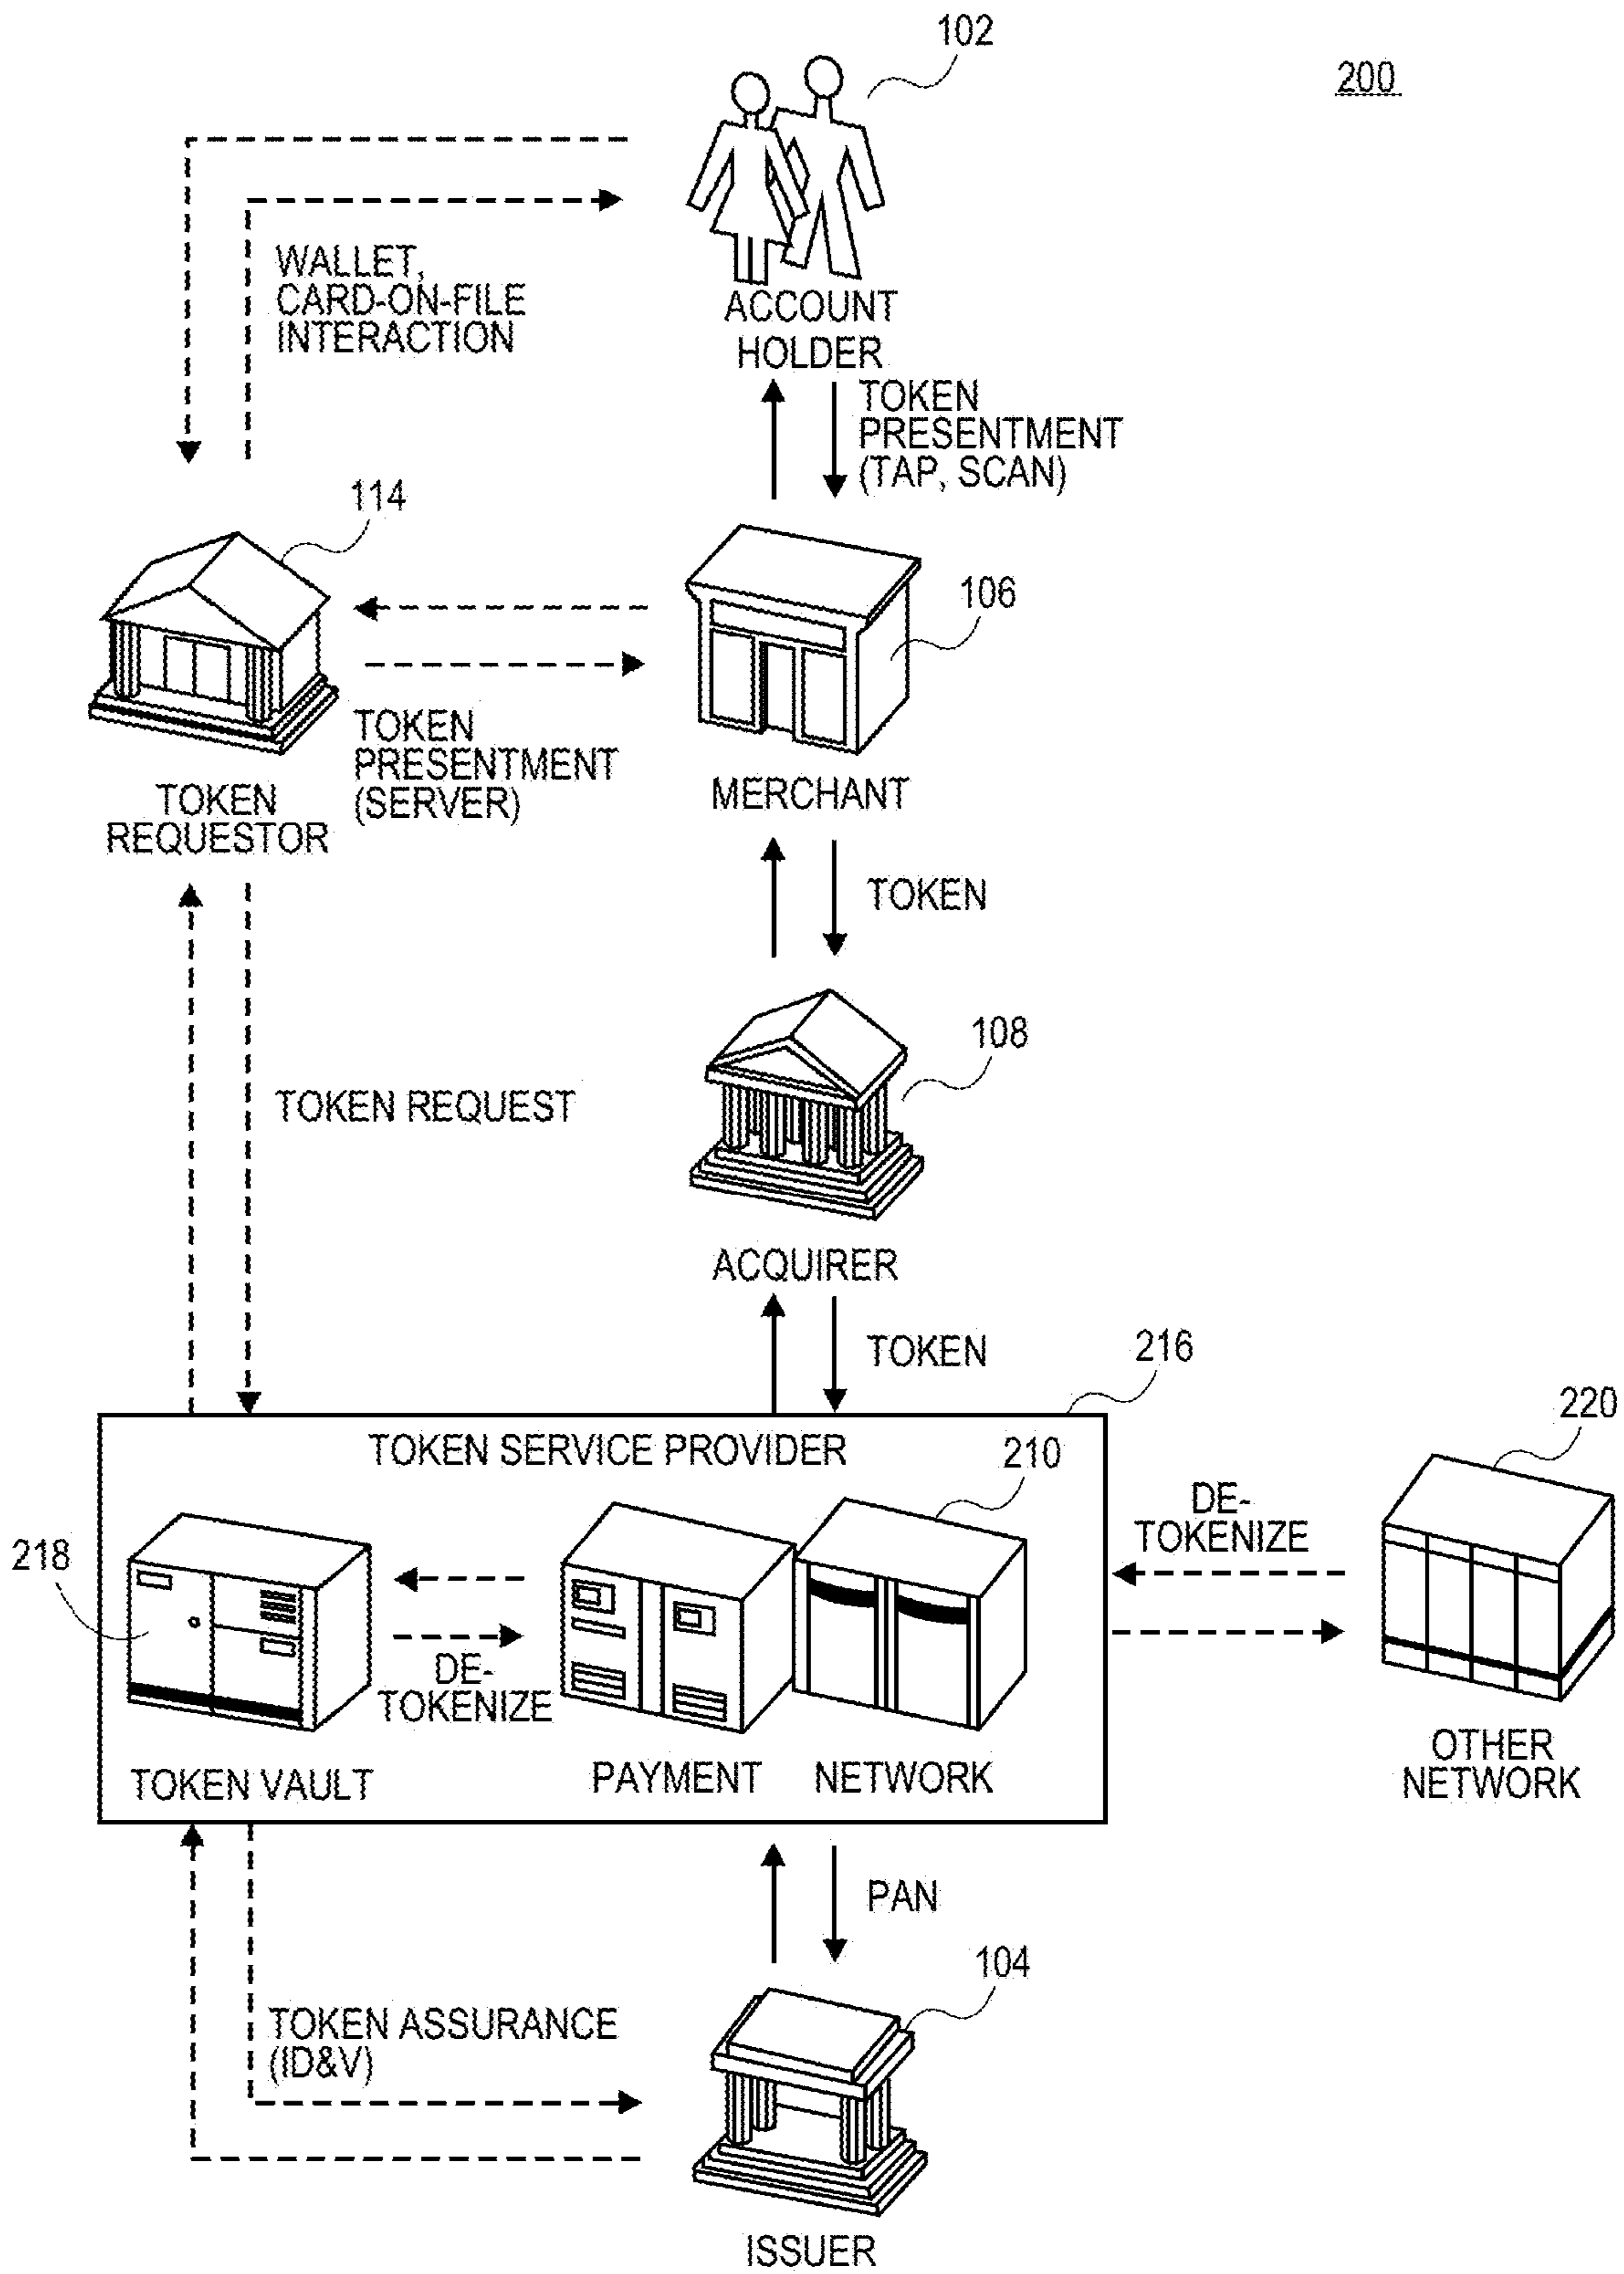 102
200
WALLET,
CARD-ON-FILE
INTERACTION
ACCOUNT
HOLDER
TOKEN
PRESENTMENT
(TAP, SCAN)
114
106
TOKEN
PRESENTMENT
(SERVER)
TOKEN
REQUESTOR
MERCHANT
TOKEN
108
TOKEN REQUEST
ACQUIRER
TOKEN
216
220
TOKEN SERVICE PROVIDER
210
DE-
TOKENIZE
218
DE-
TOKENIZE
TOKEN VAULT
PAYMENT NETWORK
OTHER
NETWORK
PAN
104
TOKEN ASSURANCE
(ID&V)
ISSUER